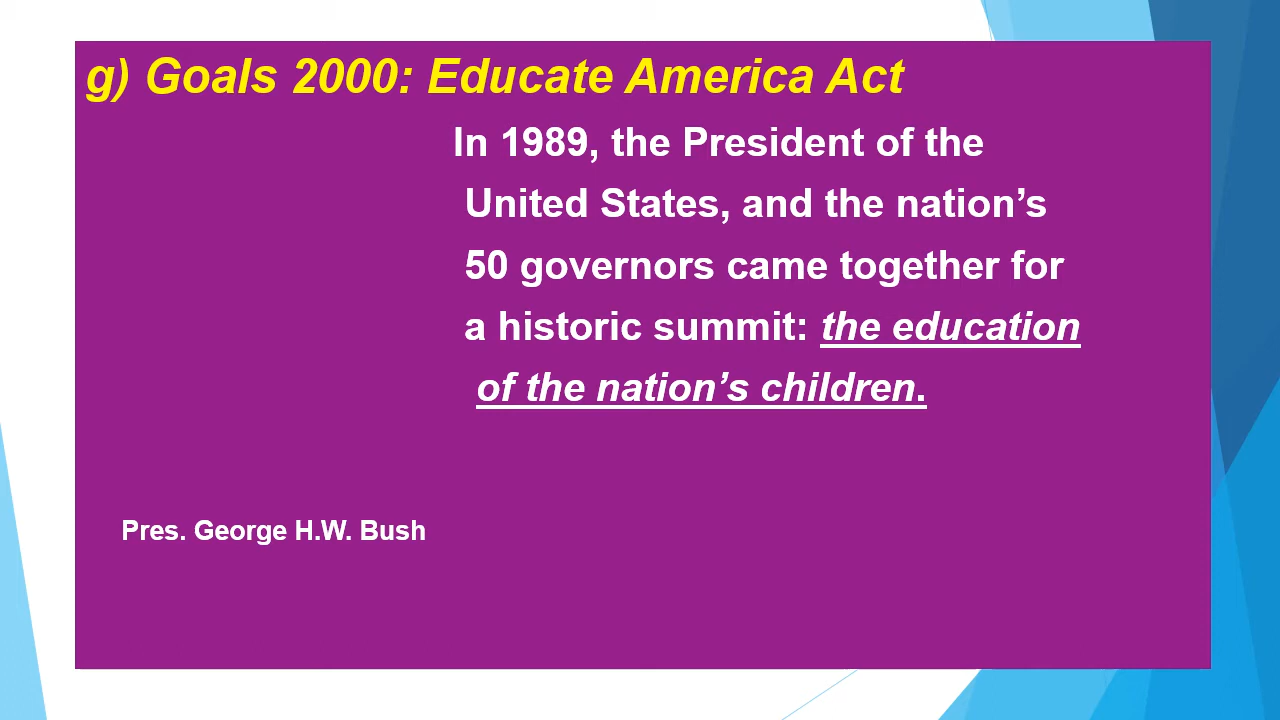 g) Goals 2000: Educate America Act
In 1989, the President of the
United States, and the nation’s
50 governors came together for
a historic summit: the education
of the nation’s children.
Pres. George H.W. Bush